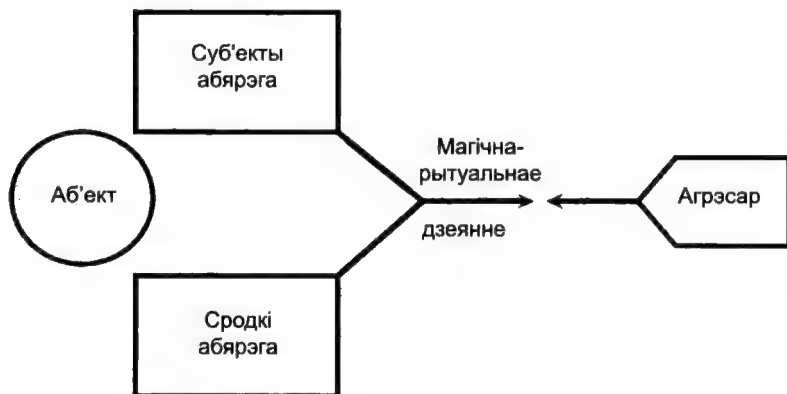 Суб'екты
абярэга
Магічна-
рытуальнае
Аб'ект
Агрэсар
дзеянне
Сродкі
абярэга